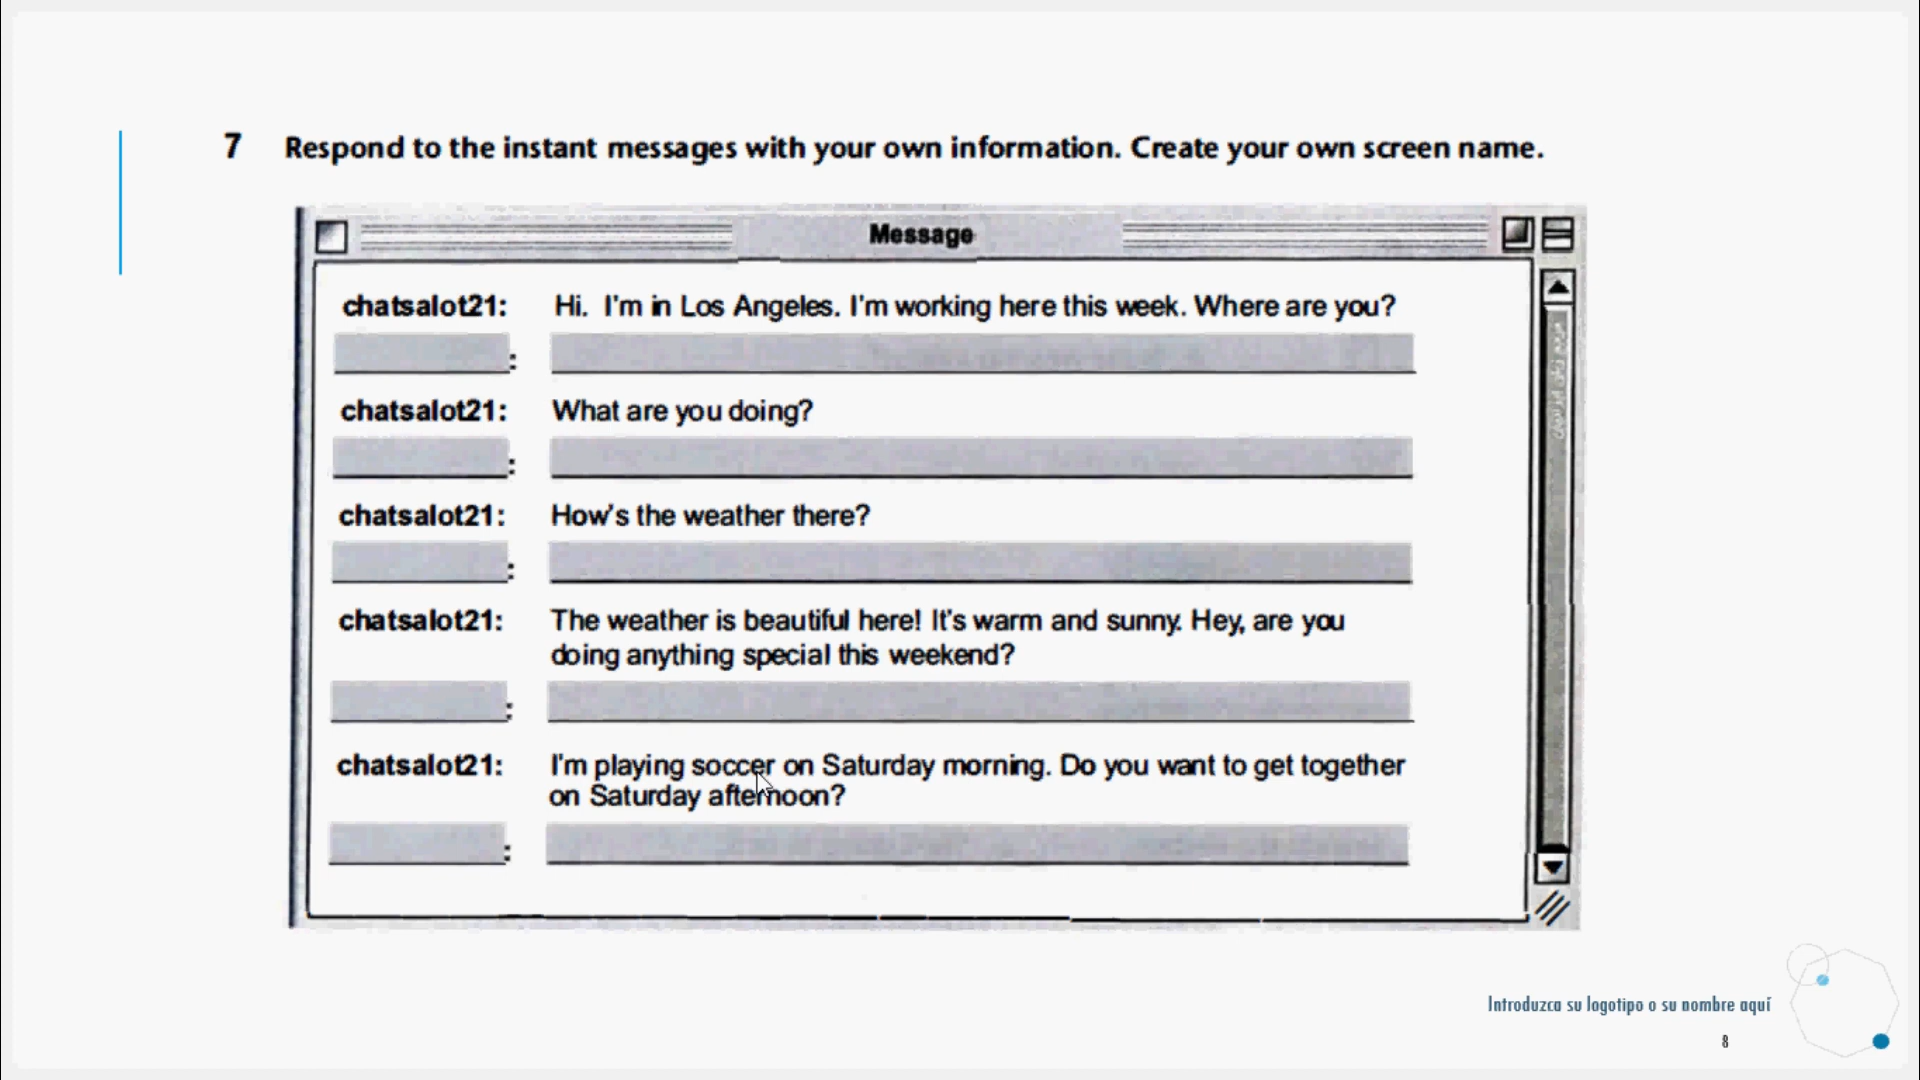 7 Respond to the instant messages with your own information. Create your own screen name.
Message
chatsalot21: Hi. I'm in Los Angeles. I'm working here this week. Where are you?
:
chatsalot21: What are you doing?
:
chatsalot21: How's the weather there?
:
chatsalot21: The weather is beautiful here! It's warm and sunny. Hey, are you
doing anything special this weekend?
:
chatsalot21: I'm playing soccer on Saturday morning. Do you want to get together
on Saturday afternoon?
:
Introduzca su logotipo o su nombre aquí
8